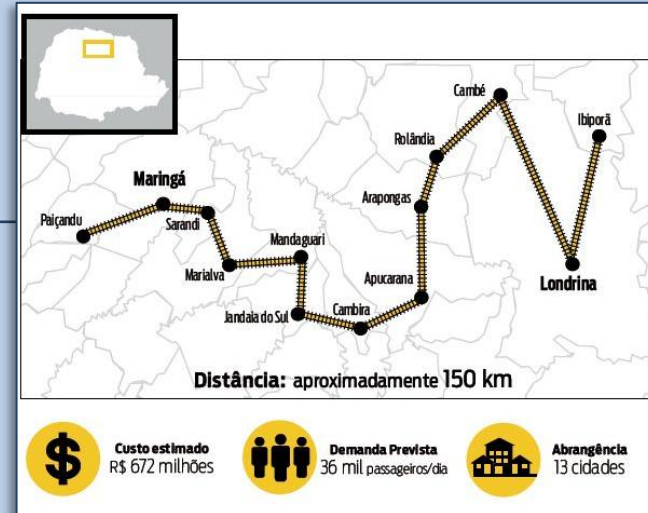 Cambé
Ibiporã
Rolândia
Maringá
Arapongas
Paiçandu
Sarandi
Mandaguari
Marialva
Apucarana
Londrina
Jandaia do Sul
Cambira
Distância: aproximadamente 150 km
Custo estimado
R$ 672 milhões
Demanda Prevista
36 mil passageiros/dia
Abrangência
13 cidades